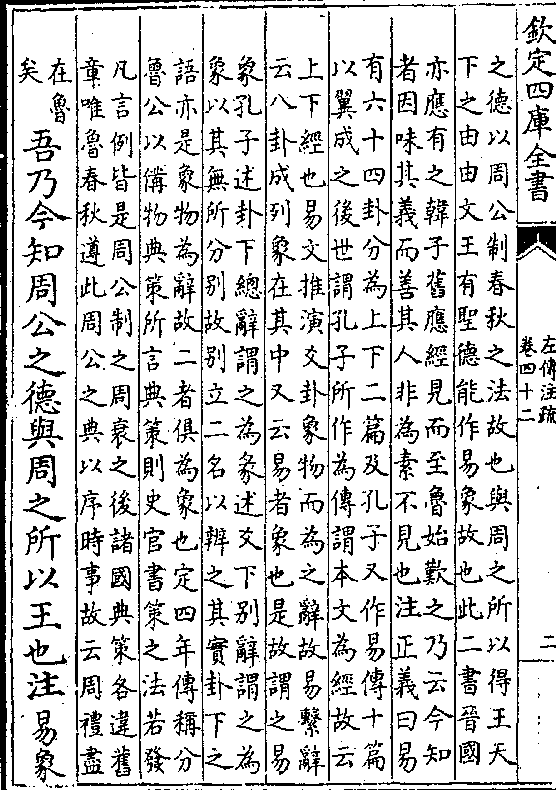 欽定四庫全書
左傳注疏
卷四十二
二
之德以周公制春秋之法故也與周之所以得王天
下之由由文王有聖德能作易象故也此二書晉國
亦應有之韓子舊應經見而至魯始歎之乃云今知
者因味其義而善其人非為素不見也注正義曰易
有六十四卦分為上下二篇及孔子又作易傳十篇
以翼成之後世謂孔子所作為傳謂本文為經故云
上下經也易文推演爻卦象物而為之辭故易繫辭
云八卦成列象在其中又云易者象也是故謂之易
象孔子述卦下總辭謂之為彖述爻下别辭謂之為
象以其無所分别故别立二名以辨之其實卦下之
語亦是象物為辭故二者俱為象也定四年傳稱分
魯公以備物典策所言典策則史官書策之法若發
凡言例皆是周公制之周衰之後諸國典策各違舊
章唯魯春秋遵此周公之典以序時事故云周禮盡
在魯
矣
吾乃今知周公之德與周之所以王也注易象